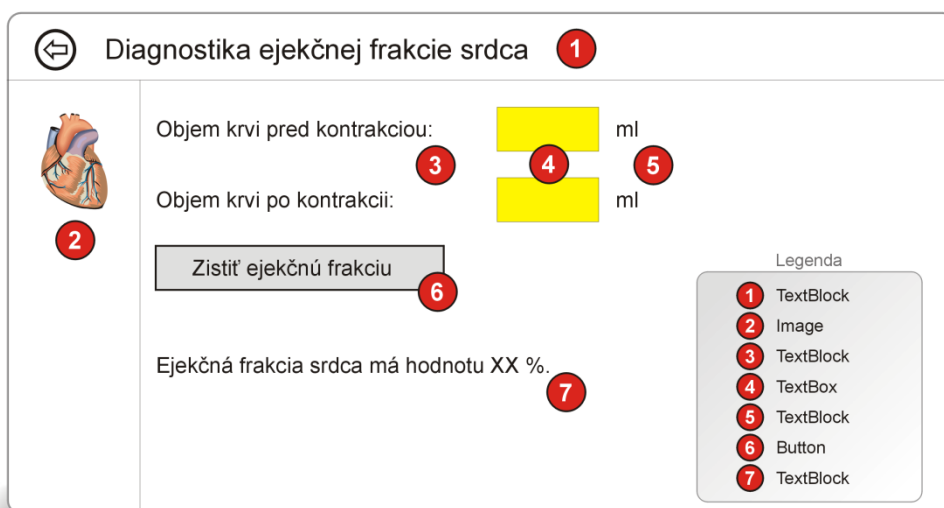 Diagnostika ejekčnej frakcie srdca 1
Objem krvi pred kontrakciou: ml
3 4 5
Objem krvi po kontrakcii: ml
2
Zistiť ejekčnú frakciu
6
Ejekčná frakcia srdca má hodnotu XX %.
7
Legenda
1 TextBlock
2 Image
3 TextBlock
4 TextBox
5 TextBlock
6 Button
7 TextBlock